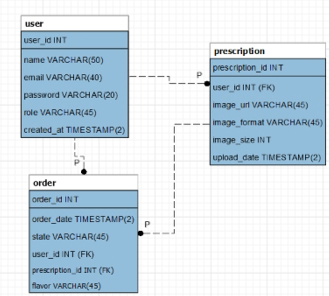 user
user_id INT
name VARCHAR(50)
email VARCHAR(40)
password VARCHAR(20)
role VARCHAR(45)
created_at TIMESTAMP(2)
P
prescription
prescription_id INT
user_id INT (FK)
image_url VARCHAR(45)
image_format VARCHAR(45)
image_size INT
upload_date TIMESTAMP(2)
P
order
order_id INT
order_date TIMESTAMP(2)
state VARCHAR(45)
user_id INT (FK)
prescription_id INT (FK)
flavor VARCHAR(45)
P